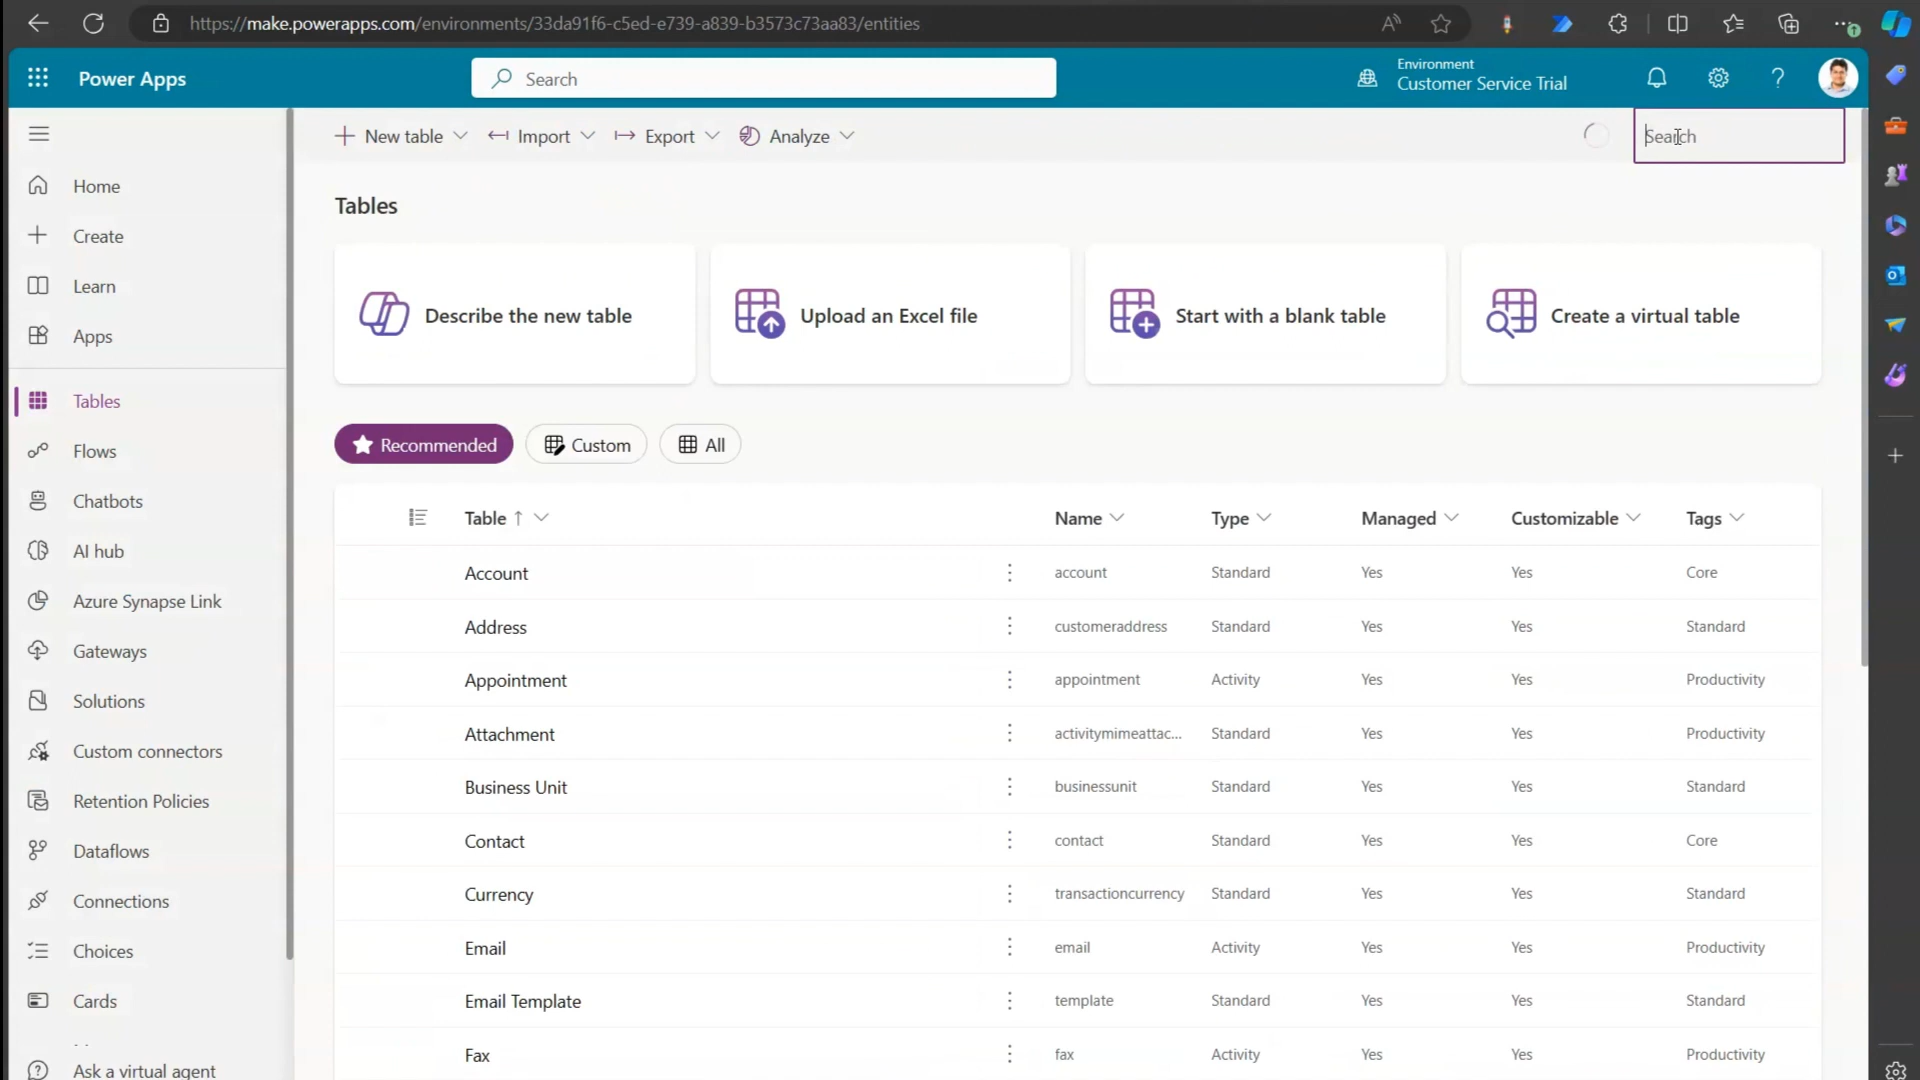 https://make.powerapps.com/environments/33da91f6-c5ed-e739-a839-b3573c73aa83/entities
Power Apps
Search
Environment
Customer Service Trial
New table
Import
Export
Analyze
Search
Home
Create
Learn
Apps
Tables
Flows
Chatbots
AI hub
Azure Synapse Link
Gateways
Solutions
Custom connectors
Retention Policies
Dataflows
Connections
Choices
Cards
Ask a virtual agent
Tables
Describe the new table
Upload an Excel file
Start with a blank table
Create a virtual table
Recommended
Custom
All
Table Name Type Managed Customizable Tags
Account account Standard Yes Yes Core
Address customeraddress Standard Yes Yes Standard
Appointment appointment Activity Yes Yes Productivity
Attachment activitymimeattac... Standard Yes Yes Productivity
Business Unit businessunit Standard Yes Yes Standard
Contact contact Standard Yes Yes Core
Currency transactioncurrency Standard Yes Yes Standard
Email email Activity Yes Yes Productivity
Email Template template Standard Yes Yes Standard
Fax fax Activity Yes Yes Productivity